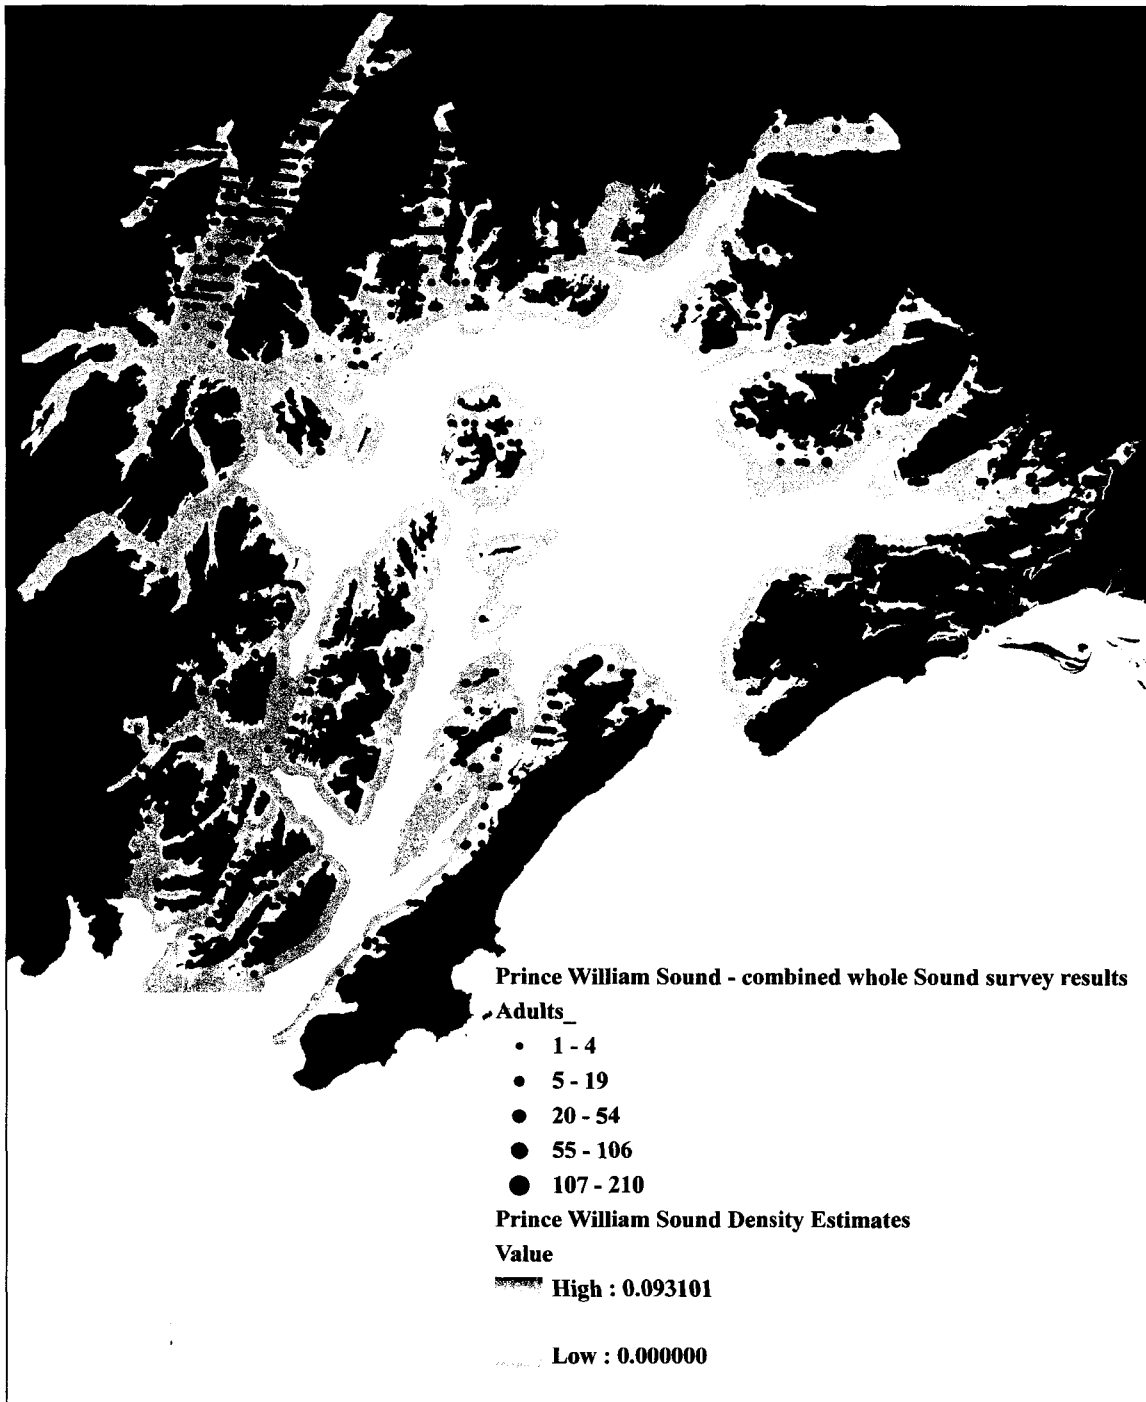 Prince William Sound - combined whole Sound survey results
Adults_
1 - 4
5 - 19
20 - 54
55 - 106
107 - 210
Prince William Sound Density Estimates
Value
High : 0.093101
Low : 0.000000